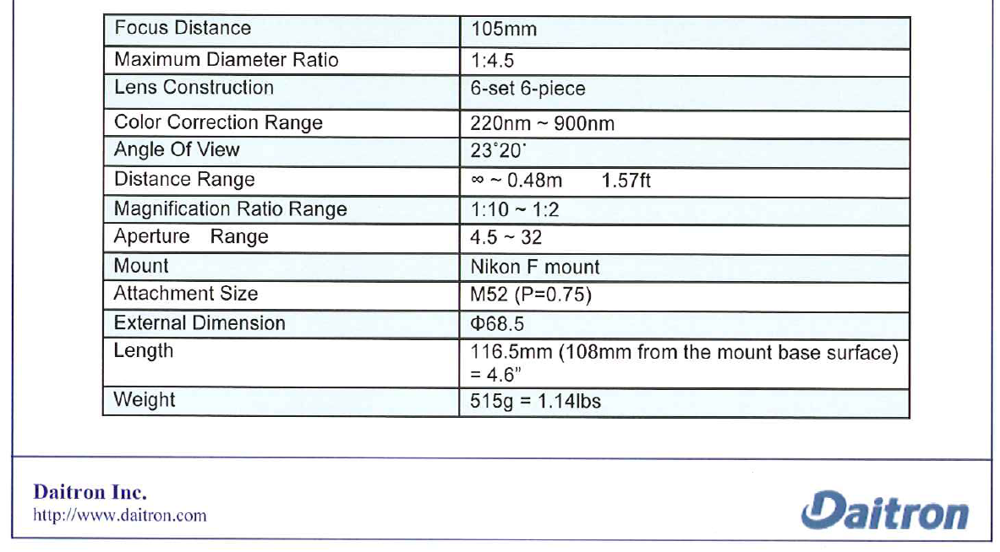 Focus Distance 105mm
Maximum Diameter Ratio 1:4.5
Lens Construction 6-set 6-piece
Color Correction Range 220nm ~ 900nm
Angle Of View 23˚20˙
Distance Range ∞ ~ 0.48m 1.57ft
Magnification Ratio Range 1:10 ~ 1:2
Aperture Range 4.5 ~ 32
Mount Nikon F mount
Attachment Size M52 (P=0.75)
External Dimension Φ68.5
Length 116.5mm (108mm from the mount base surface)
= 4.6”
Weight 515g = 1.14lbs
Daitron Inc.
http://www.daitron.com
Daitron